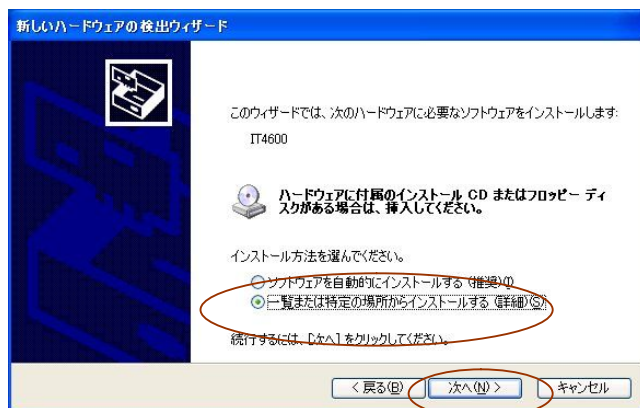 新しいハードウェアの検出ウィザード
このウィザードでは、次のハードウェアに必要なソフトウェアをインストールします:
IT4600
ハードウェアに付属のインストール CD またはフロッピー ディ
スクがある場合は、挿入してください。
インストール方法を選んでください。
ソフトウェアを自動的にインストールする (推奨)(I)
一覧または特定の場所からインストールする (詳細)(S)
続行するには、[次へ] をクリックしてください。
< 戻る(B)
次へ(N) >
キャンセル